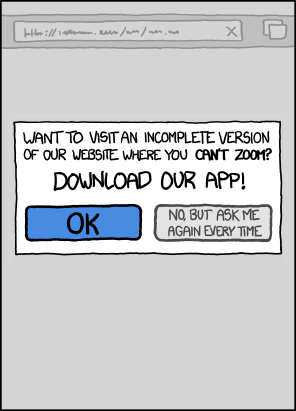 WANT TO VISIT AN INCOMPLETE VERSION
OF OUR WEBSITE WHERE YOU CAN'T ZOOM?
DOWNLOAD OUR APP!
OK
NO, BUT ASK ME
AGAIN EVERY TIME